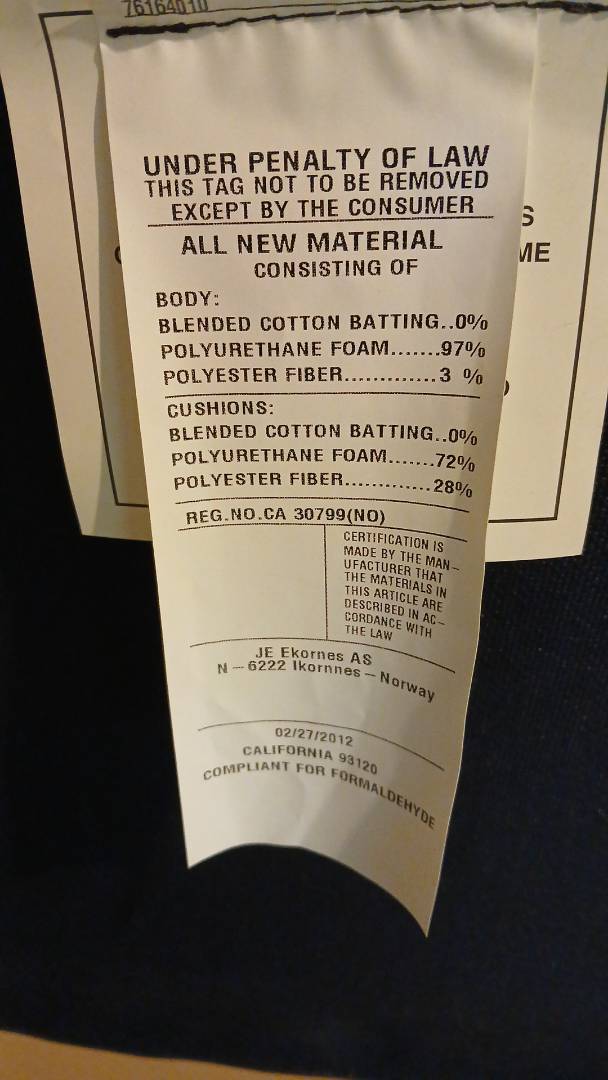 76164010
UNDER PENALTY OF LAW
THIS TAG NOT TO BE REMOVED
EXCEPT BY THE CONSUMER
ALL NEW MATERIAL
CONSISTING OF
BODY:
BLENDED COTTON BATTING..0%
POLYURETHANE FOAM.......97%
POLYESTER FIBER.............3 %
CUSHIONS:
BLENDED COTTON BATTING..0%
POLYURETHANE FOAM.......72%
POLYESTER FIBER.............28%
REG.NO.CA 30799(NO)
CERTIFICATION IS
MADE BY THE MAN-
UFACTURER THAT
THE MATERIALS IN
THIS ARTICLE ARE
DESCRIBED IN AC-
CORDANCE WITH
THE LAW
JE Ekornes AS
N - 6222 Ikornnes - Norway
02/27/2012
CALIFORNIA 93120
COMPLIANT FOR FORMALDEHYDE